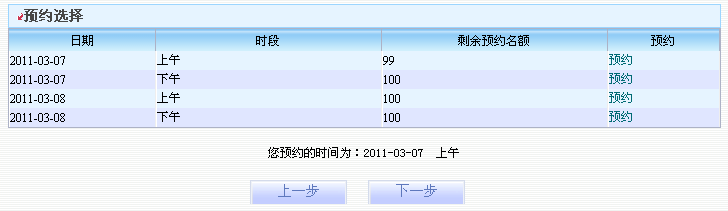 预约选择
日期 时段 剩余预约名额 预约
2011-03-07 上午 99 预约
2011-03-07 下午 100 预约
2011-03-08 上午 100 预约
2011-03-08 下午 100 预约
您预约的时间为：2011-03-07 上午
上一步 下一步